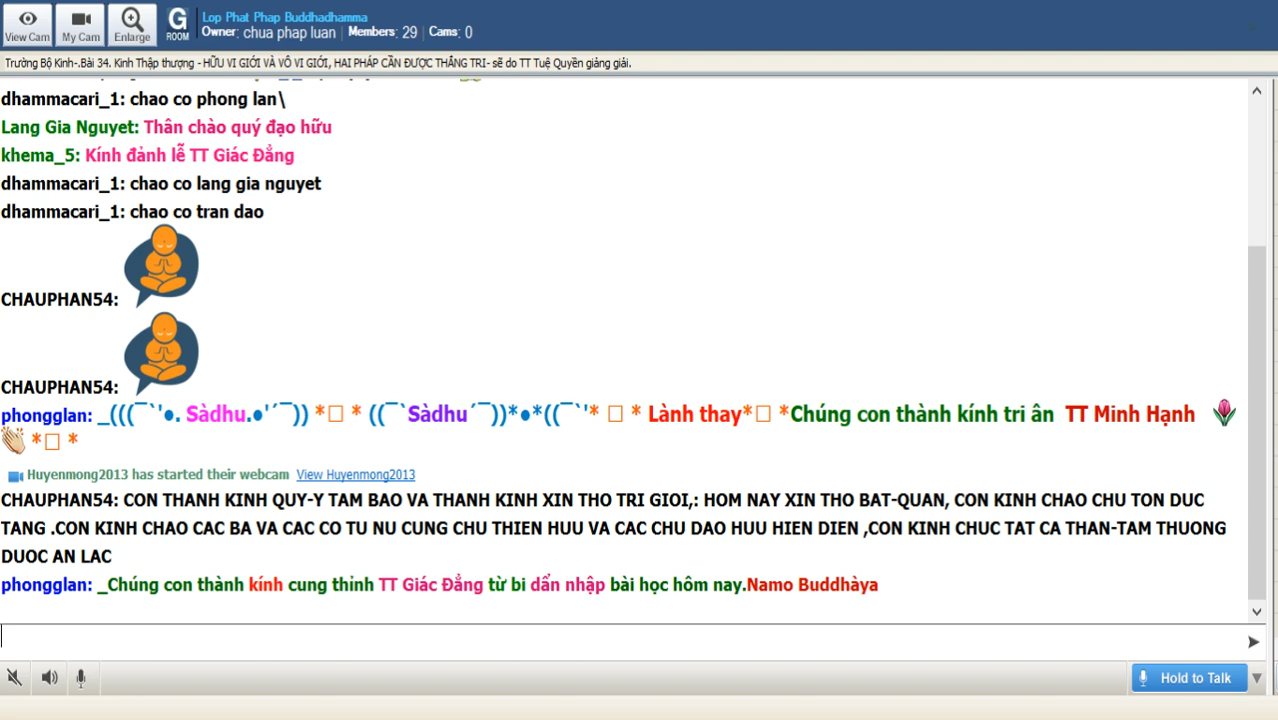 View Cam
My Cam
Enlarge
G
ROOM
Lop Phat Phap Buddhadhamma
Owner: chua phap luan | Members: 29 | Cams: 0
Trường Bộ Kinh-.Bài 34. Kinh Thập thượng - HỮU VI GIỚI VÀ VÔ VI GIỚI, HAI PHÁP CẦN ĐƯỢC THẮNG TRI- sẽ do TT Tuệ Quyền giảng giải.
dhammacari_1: chao co phong lan\
Lang Gia Nguyet: Thân chào quý đạo hữu
khema_5: Kính đảnh lễ TT Giác Đẳng
dhammacari_1: chao co lang gia nguyet
dhammacari_1: chao co tran dao
CHAUPHAN54:
CHAUPHAN54:
phongglan: _(((¯`'●. Sàdhu.●'´¯)) *□ * ((¯`Sàdhu´¯))*●*((¯`'* □ * Lành thay*□ *Chúng con thành kính tri ân TT Minh Hạnh
*□ *
Huyenmong2013 has started their webcam View Huyenmong2013
CHAUPHAN54: CON THANH KINH QUY-Y TAM BAO VA THANH KINH XIN THO TRI GIOI,: HOM NAY XIN THO BAT-QUAN, CON KINH CHAO CHU TON DUC
TANG .CON KINH CHAO CAC BA VA CAC CO TU NU CUNG CHU THIEN HUU VA CAC CHU DAO HUU HIEN DIEN ,CON KINH CHUC TAT CA THAN-TAM THUONG
DUOC AN LAC
phongglan: _Chúng con thành kính cung thỉnh TT Giác Đẳng từ bi dẩn nhập bài học hôm nay.Namo Buddhàya
Hold to Talk